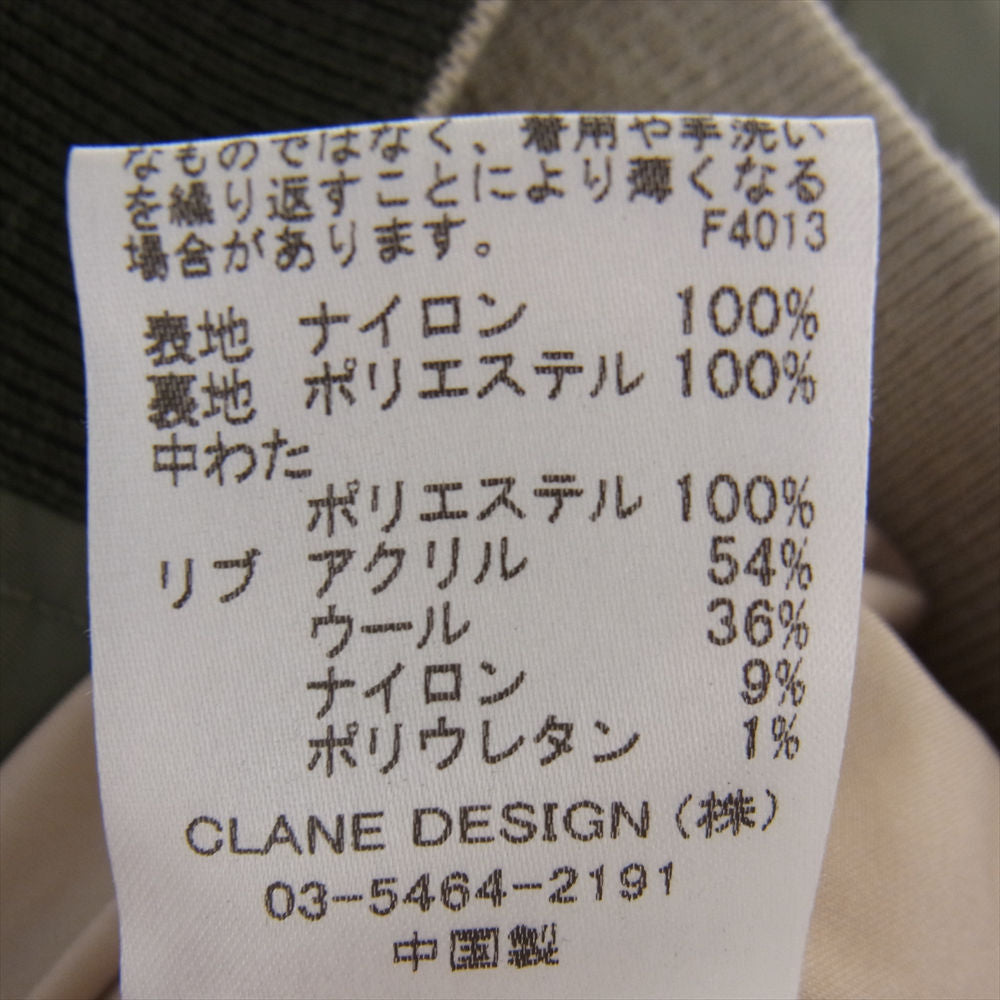 なものではなく、着用や手洗い
を繰り返すことにより薄くなる
場合があります。 F4013
表地 ナイロン 100%
裏地 ポリエステル 100%
中わた
ポリエステル 100%
リブ アクリル 54%
ウール 36%
ナイロン 9%
ポリウレタン 1%
CLANE DESIGN (株)
03-5464-2191
中国製